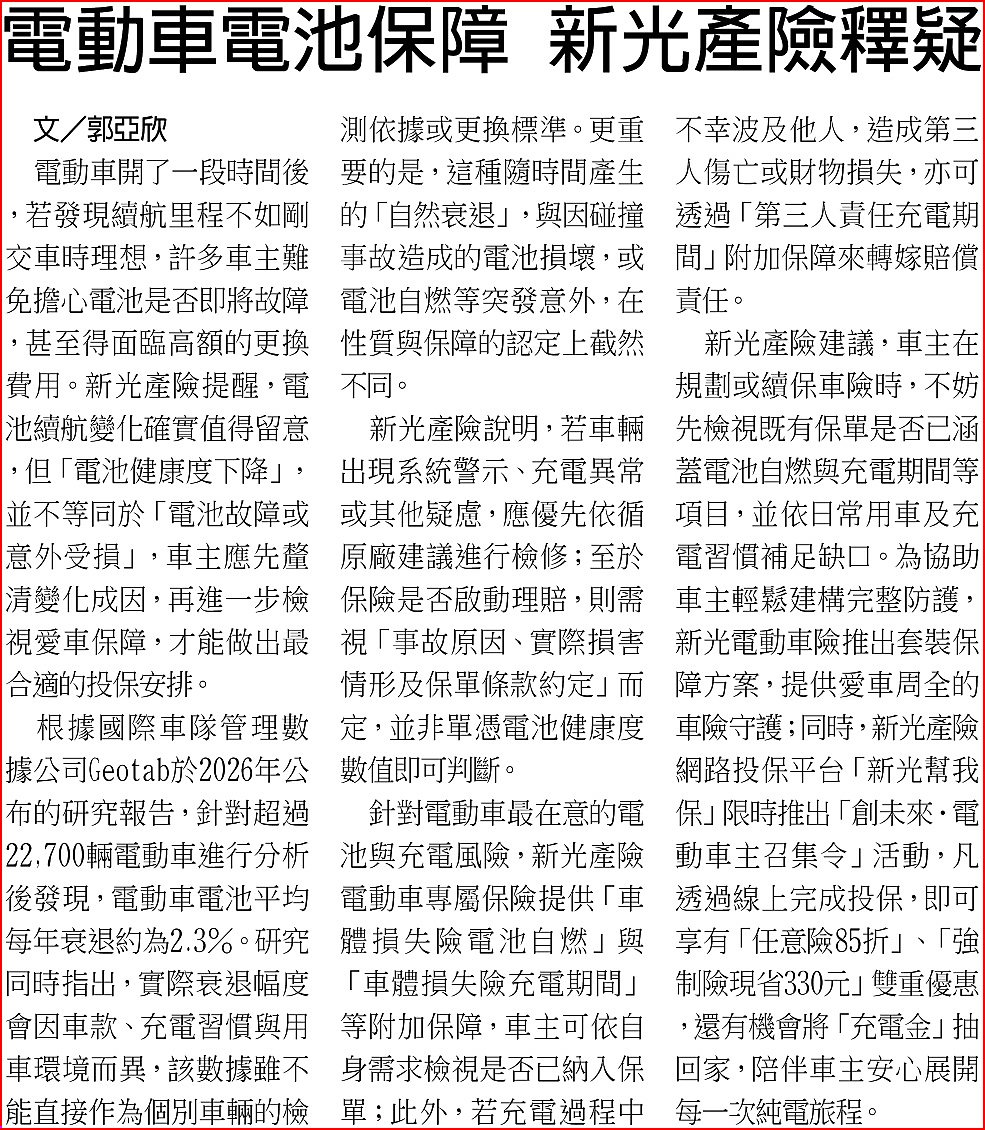 電動車電池保障 新光產險釋疑
文／郭亞欣
電動車開了一段時間後
，若發現續航里程不如剛
交車時理想，許多車主難
免擔心電池是否即將故障
，甚至得面臨高額的更換
費用。新光產險提醒，電
池續航變化確實值得留意
，但「電池健康度下降」，
並不等同於「電池故障或
意外受損」，車主應先釐
清變化成因，再進一步檢
視愛車保障，才能做出最
合適的投保安排。
根據國際車隊管理數
據公司Geotab於2026年公
布的研究報告，針對超過
22,700輛電動車進行分析
後發現，電動車電池平均
每年衰退約為2.3%。研究
同時指出，實際衰退幅度
會因車款、充電習慣與用
車環境而異，該數據雖不
能直接作為個別車輛的檢
測依據或更換標準。更重
要的是，這種隨時間產生
的「自然衰退」，與因碰撞
事故造成的電池損壞，或
電池自燃等突發意外，在
性質與保障的認定上截然
不同。
新光產險說明，若車輛
出現系統警示、充電異常
或其他疑慮，應優先依循
原廠建議進行檢修；至於
保險是否啟動理賠，則需
視「事故原因、實際損害
情形及保單條款約定」而
定，並非單憑電池健康度
數值即可判斷。
針對電動車最在意的電
池與充電風險，新光產險
電動車專屬保險提供「車
體損失險電池自燃」與
「車體損失險充電期間」
等附加保障，車主可依自
身需求檢視是否已納入保
單；此外，若充電過程中
不幸波及他人，造成第三
人傷亡或財物損失，亦可
透過「第三人責任充電期
間」附加保障來轉嫁賠償
責任。
新光產險建議，車主在
規劃或續保車險時，不妨
先檢視既有保單是否已涵
蓋電池自燃與充電期間等
項目，並依日常用車及充
電習慣補足缺口。為協助
車主輕鬆建構完整防護，
新光電動車險推出套裝保
障方案，提供愛車周全的
車險守護；同時，新光產險
網路投保平台「新光幫我
保」限時推出「創未來·電
動車主召集令」活動，凡
透過線上完成投保，即可
享有「任意險85折」、「強
制險現省330元」雙重優惠
，還有機會將「充電金」抽
回家，陪伴車主安心展開
每一次純電旅程。